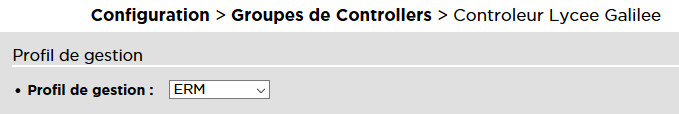 Configuration > Groupes de Controllers > Controleur Lycee Galilee
Profil de gestion
• Profil de gestion : ERM